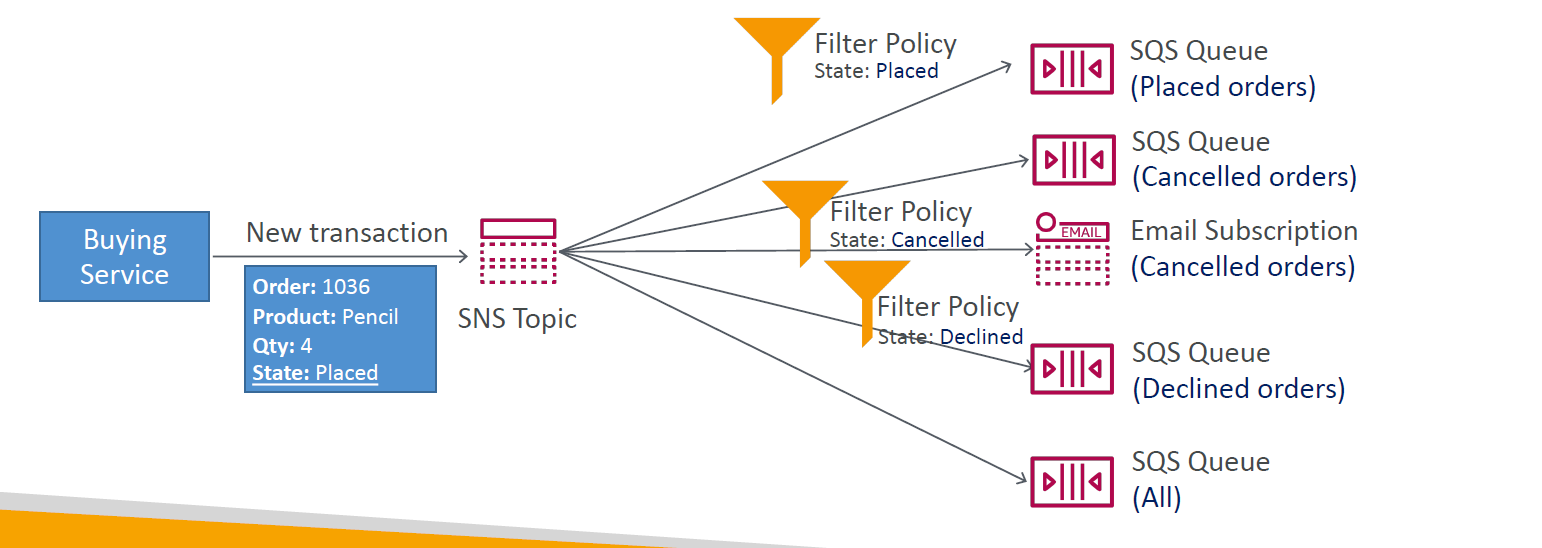 Buying
Service
New transaction
Order: 1036
Product: Pencil
Qty: 4
State: Placed
SNS Topic
Filter Policy
State: Placed
Filter Policy
State: Cancelled
Filter Policy
State: Declined
SQS Queue
(Placed orders)
SQS Queue
(Cancelled orders)
EMAIL
Email Subscription
(Cancelled orders)
SQS Queue
(Declined orders)
SQS Queue
(All)